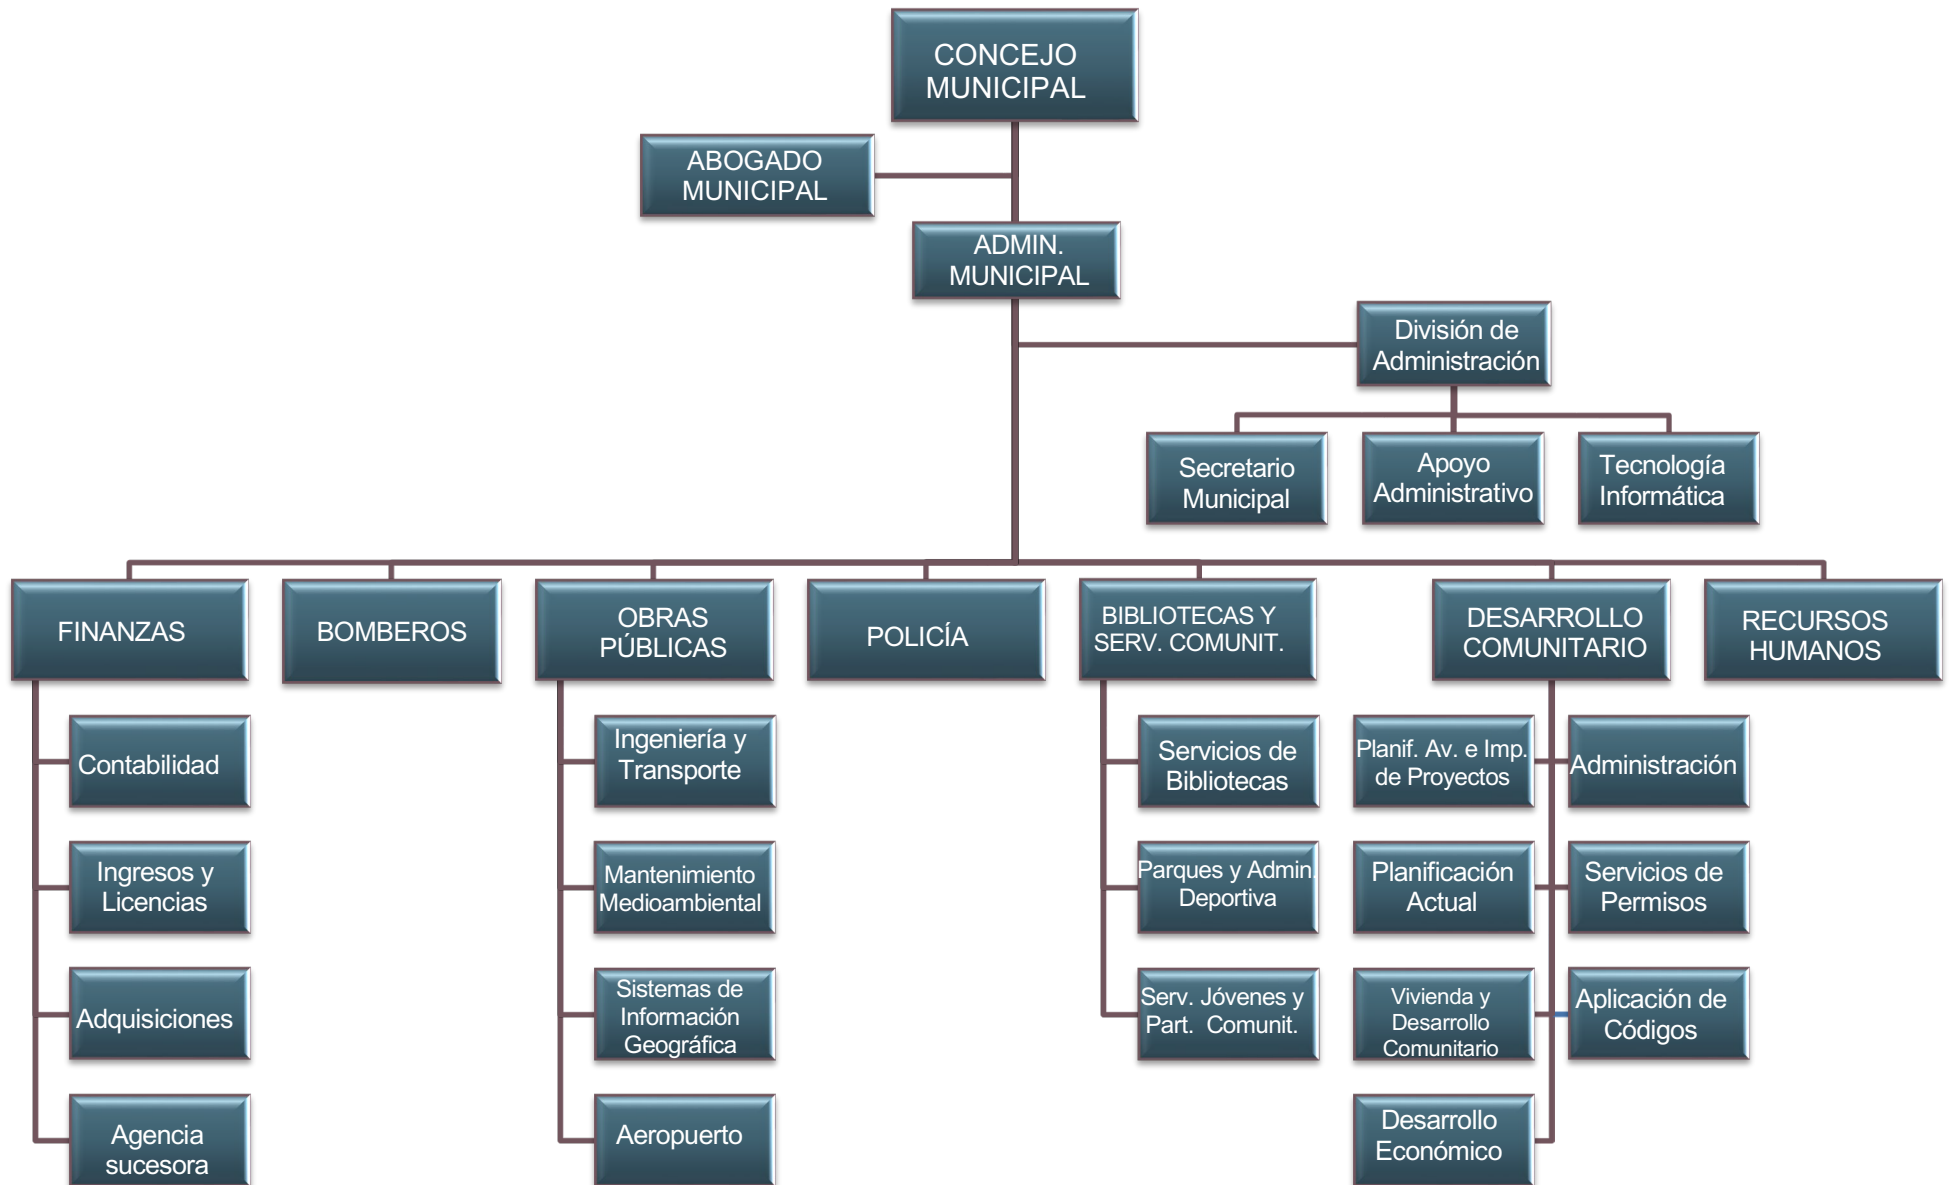 CONCEJO
MUNICIPAL
ABOGADO
MUNICIPAL
ADMIN.
MUNICIPAL
División de
Administración
Secretario
Municipal
Apoyo
Administrativo
Tecnología
Informática
FINANZAS
BOMBEROS
OBRAS
PÚBLICAS
POLICÍA
BIBLIOTECAS Y
SERV. COMUNIT.
DESARROLLO
COMUNITARIO
RECURSOS
HUMANOS
Contabilidad
Ingresos y
Licencias
Adquisiciones
Agencia
sucesora
Ingeniería y
Transporte
Mantenimiento
Medioambiental
Sistemas de
Información
Geográfica
Aeropuerto
Servicios de
Bibliotecas
Parques y Admin.
Deportiva
Serv. Jóvenes y
Part. Comunit.
Planif. Av. e Imp.
de Proyectos
Planificación
Actual
Vivienda y
Desarrollo
Comunitario
Desarrollo
Económico
Administración
Servicios de
Permisos
Aplicación de
Códigos